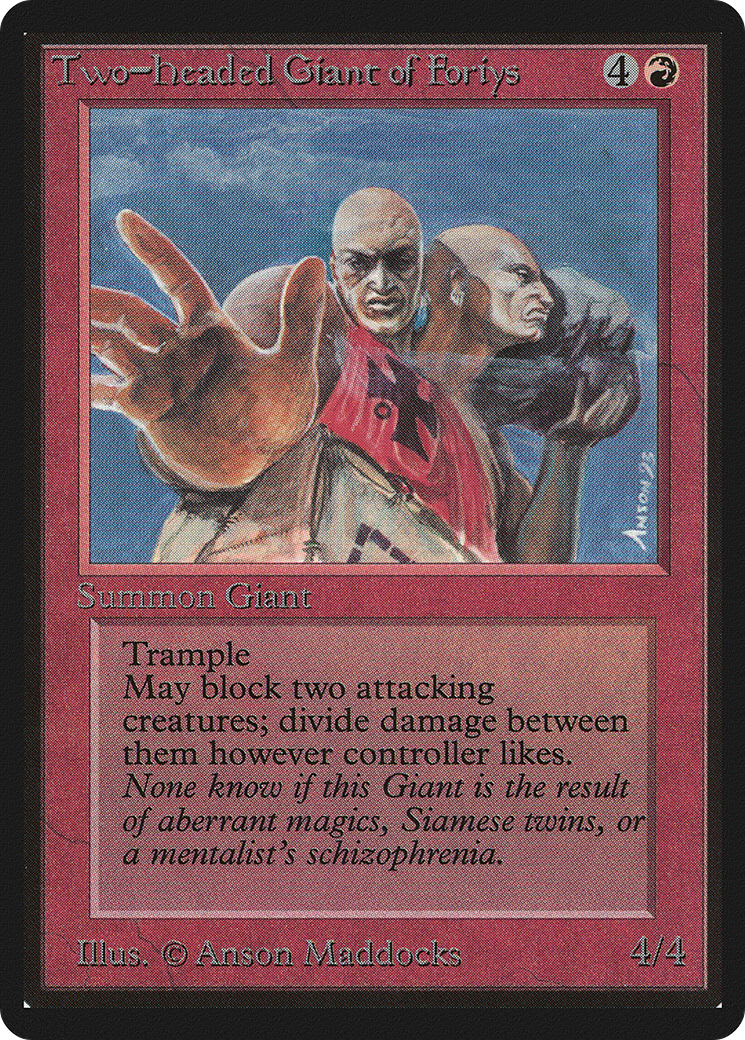 Two-Headed Giant of Foriys 4
ANSON 93
Summon Giant
Trample
May block two attacking
creatures; divide damage between
them however controller likes.
None know if this Giant is the result
of aberrant magics, Siamese twins, or
a mentalist's schizophrenia.
Illus. © Anson Maddocks 4/4